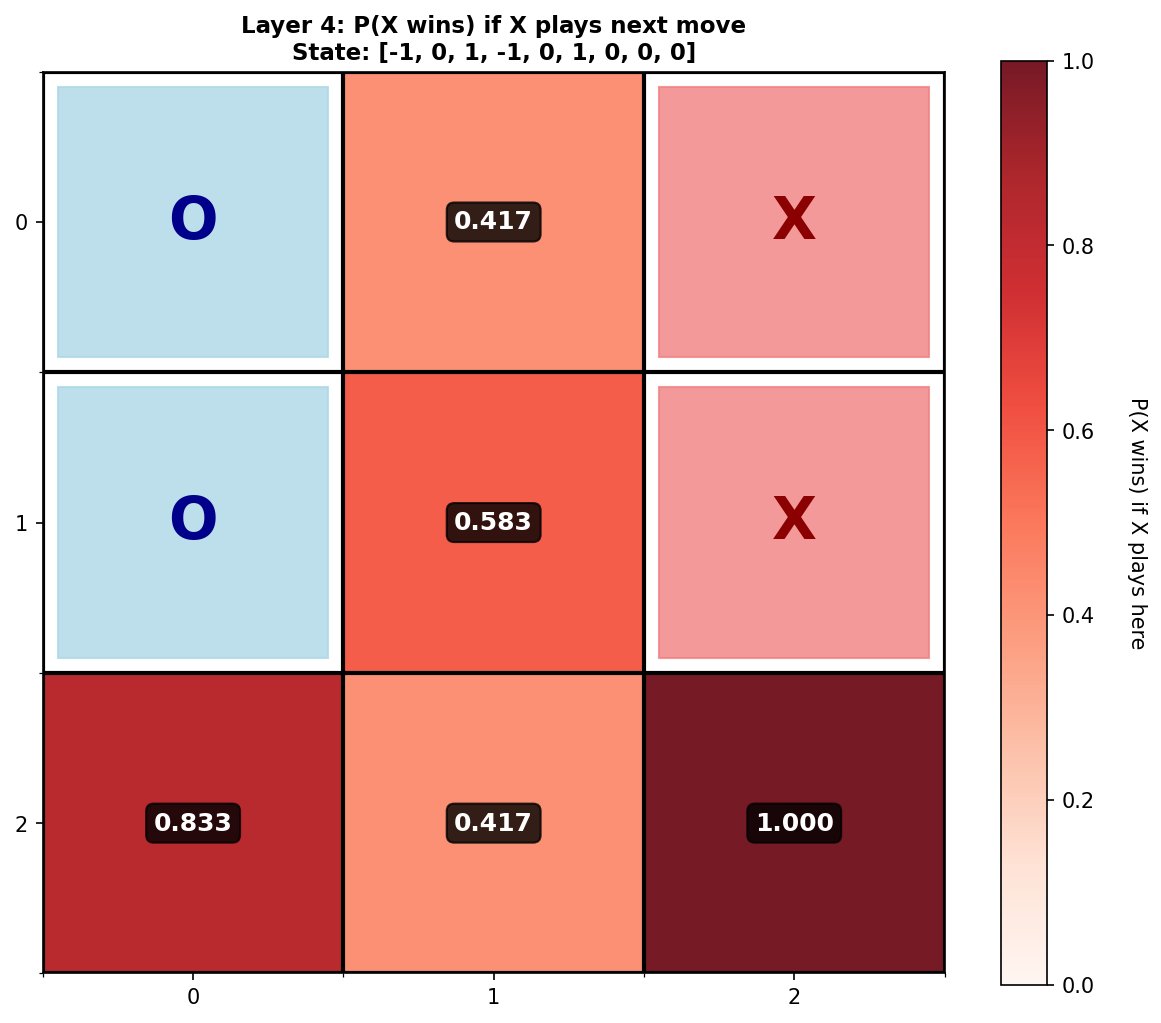 Layer 4: P(X wins) if X plays next move
State: [-1, 0, 1, -1, 0, 1, 0, 0, 0]
0
O
0.417
X
1
O
0.583
X
2
0.833
0.417
1.000
0
1
2
1.0
0.8
0.6
0.4
0.2
0.0
P(X wins) if X plays here